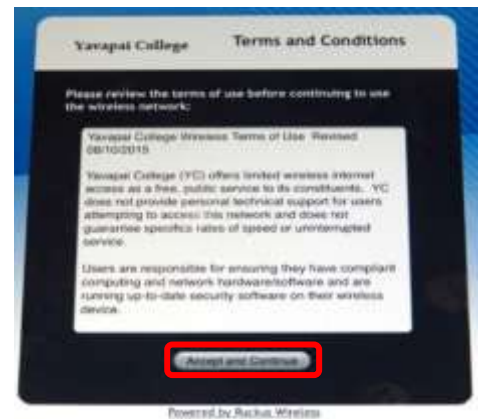 Yavapai College
Terms and Conditions
Please review the terms of use before continuing to use
the wireless network:
Yavapai College Wireless Terms of Use Revised
08/10/2015
Yavapai College (YC) offers limited wireless internet
access as a free, public service to its constituents. YC
does not provide personal technical support for users
attempting to access this network and does not
guarantee specifics rates of speed or uninterrupted
service.
Users are responsible for ensuring they have compliant
computing and network hardware/software and are
running up-to-date security software on their wireless
device.
Accept and Continue
Powered by Ruckus Wireless